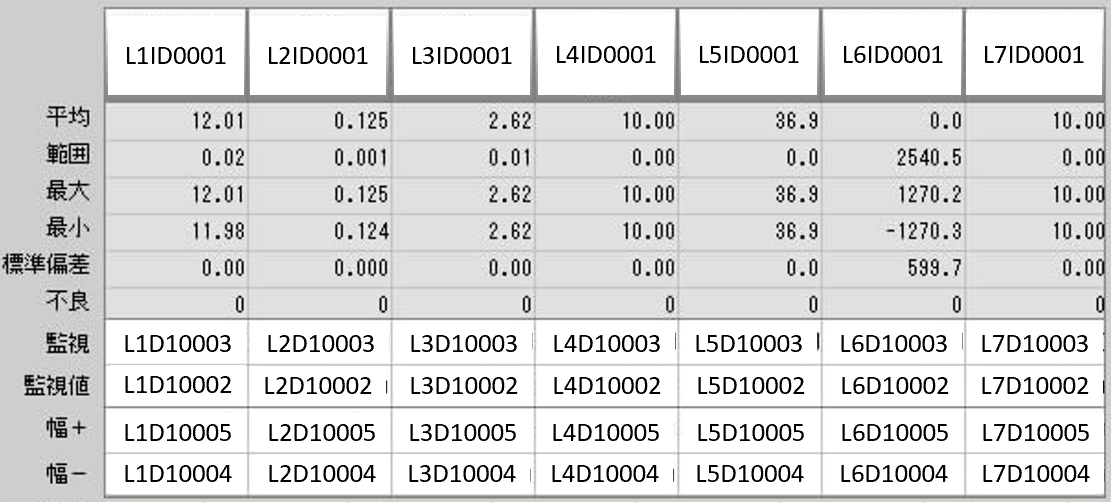 L1ID0001 L2ID0001 L3ID0001 L4ID0001 L5ID0001 L6ID0001 L7ID0001
平均 12.01 0.125 2.62 10.00 36.9 0.0 10.00
範囲 0.02 0.001 0.01 0.00 0.0 2540.5 0.00
最大 12.01 0.125 2.62 10.00 36.9 1270.2 10.00
最小 11.98 0.124 2.62 10.00 36.9 -1270.3 10.00
標準偏差 0.00 0.000 0.00 0.00 0.0 599.7 0.00
不良 0 0 0 0 0 0 0
監視 L1D10003 L2D10003 L3D10003 L4D10003 L5D10003 L6D10003 L7D10003
監視値 L1D10002 L2D10002 L3D10002 L4D10002 L5D10002 L6D10002 L7D10002
幅＋ L1D10005 L2D10005 L3D10005 L4D10005 L5D10005 L6D10005 L7D10005
幅－ L1D10004 L2D10004 L3D10004 L4D10004 L5D10004 L6D10004 L7D10004